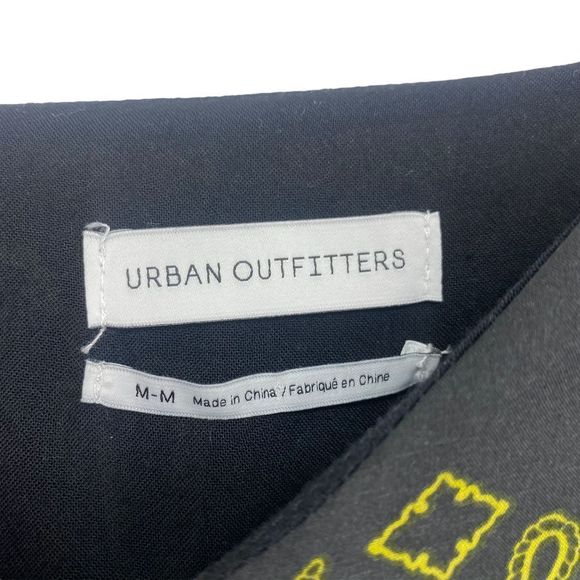 URBAN OUTFITTERS
M-M Made in China / Fabriqué en Chine